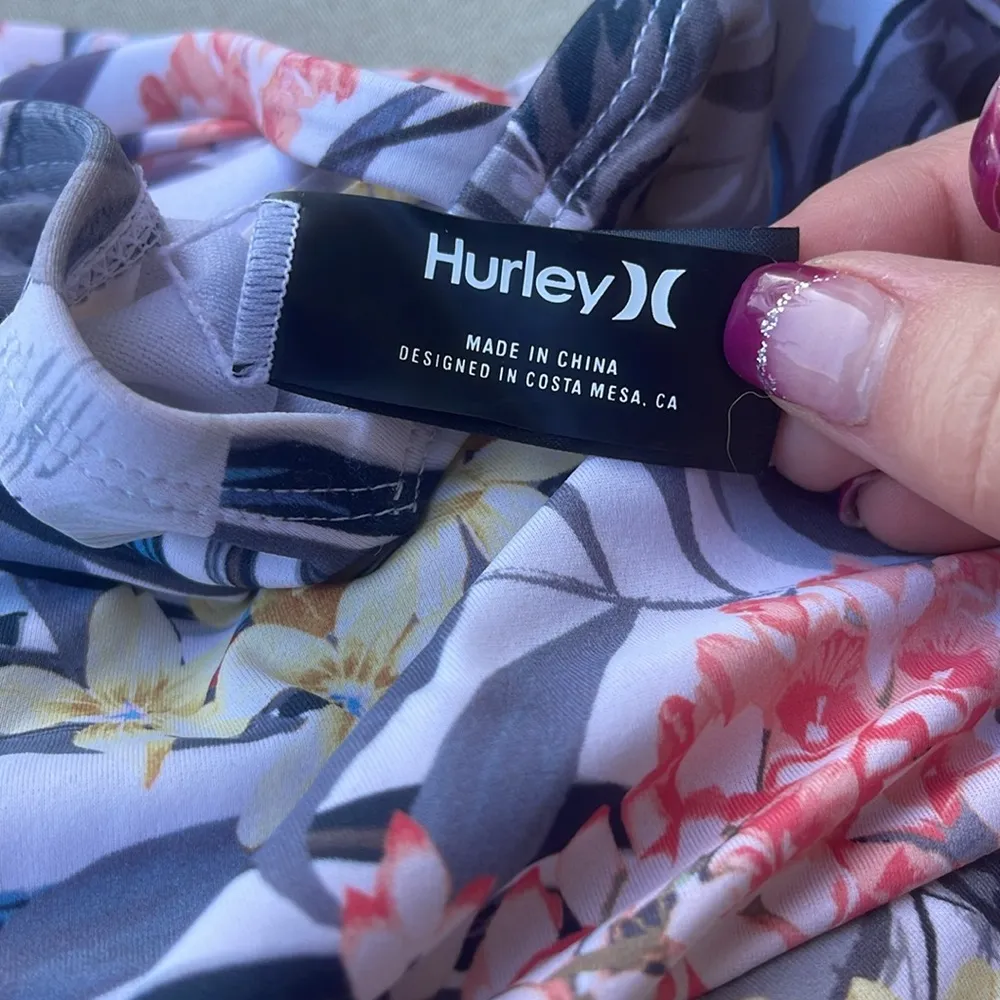 Hurley
MADE IN CHINA
DESIGNED IN COSTA MESA. CA